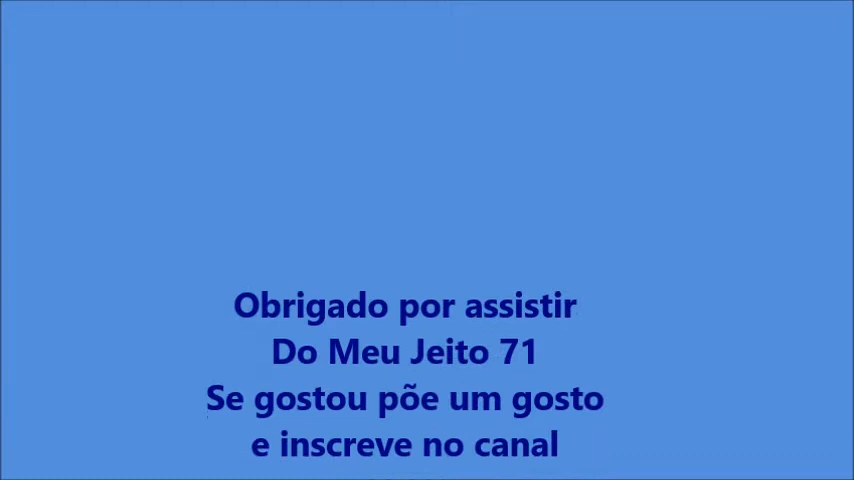 Obrigado por assistir
Do Meu Jeito 71
Se gostou põe um gosto
e inscreve no canal